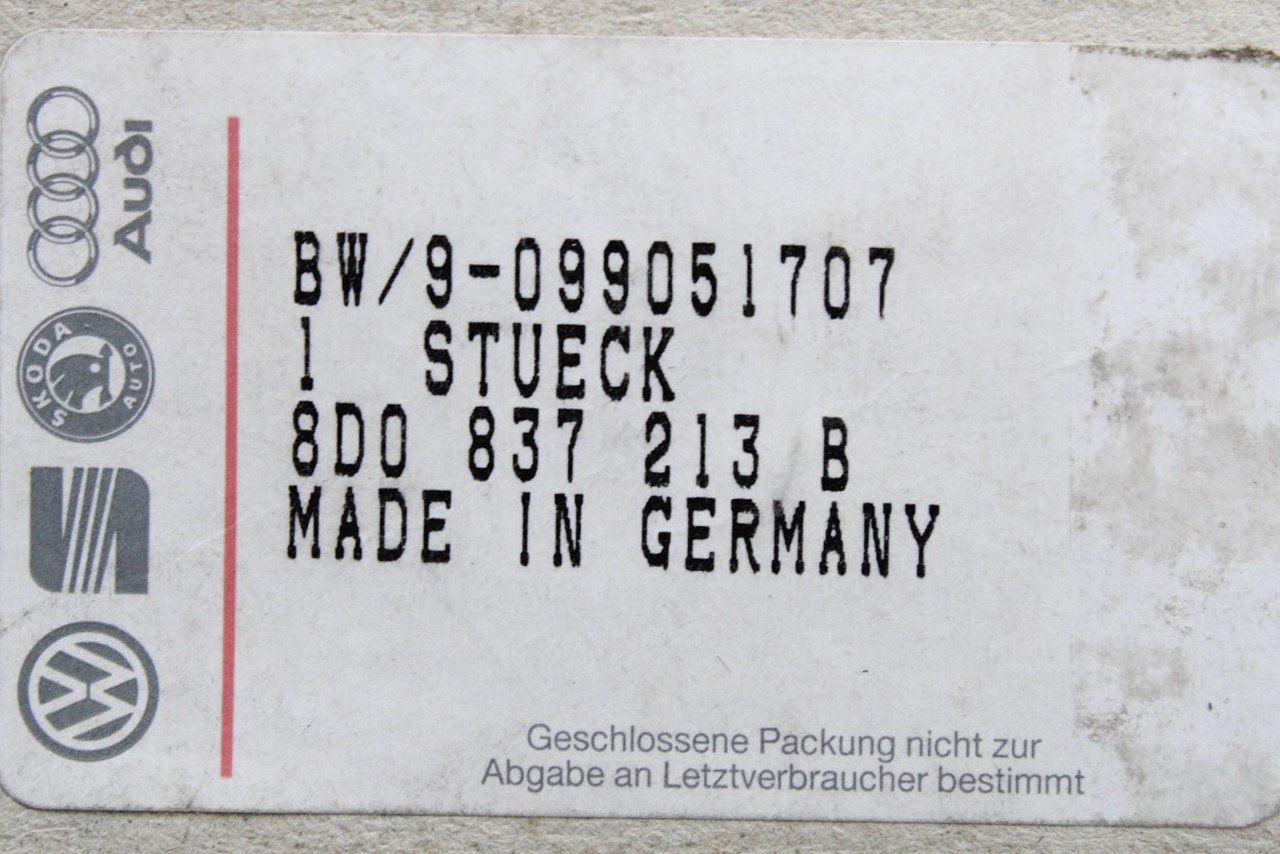 Audi
SKODA
AUTO
BW/9-099051707
1 STUECK
8D0 837 213 B
MADE IN GERMANY
Geschlossene Packung nicht zur
Abgabe an Letztverbraucher bestimmt